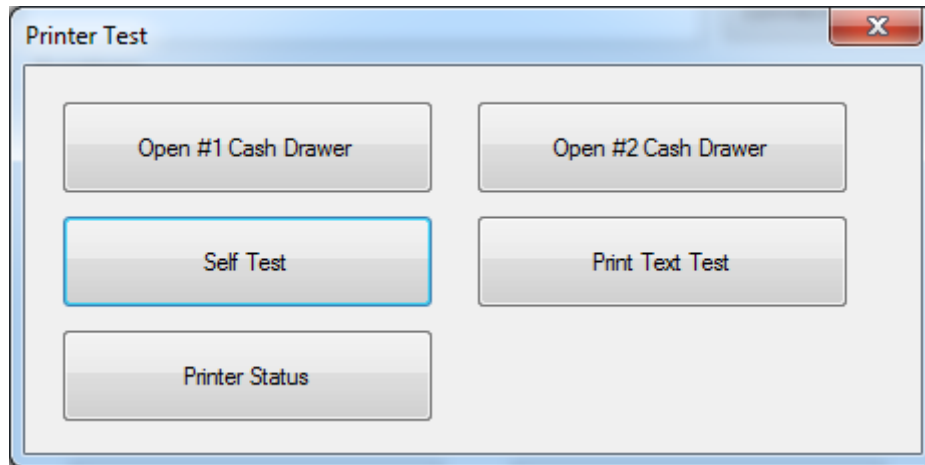 Printer Test
Open #1 Cash Drawer
Open #2 Cash Drawer
Self Test
Print Text Test
Printer Status